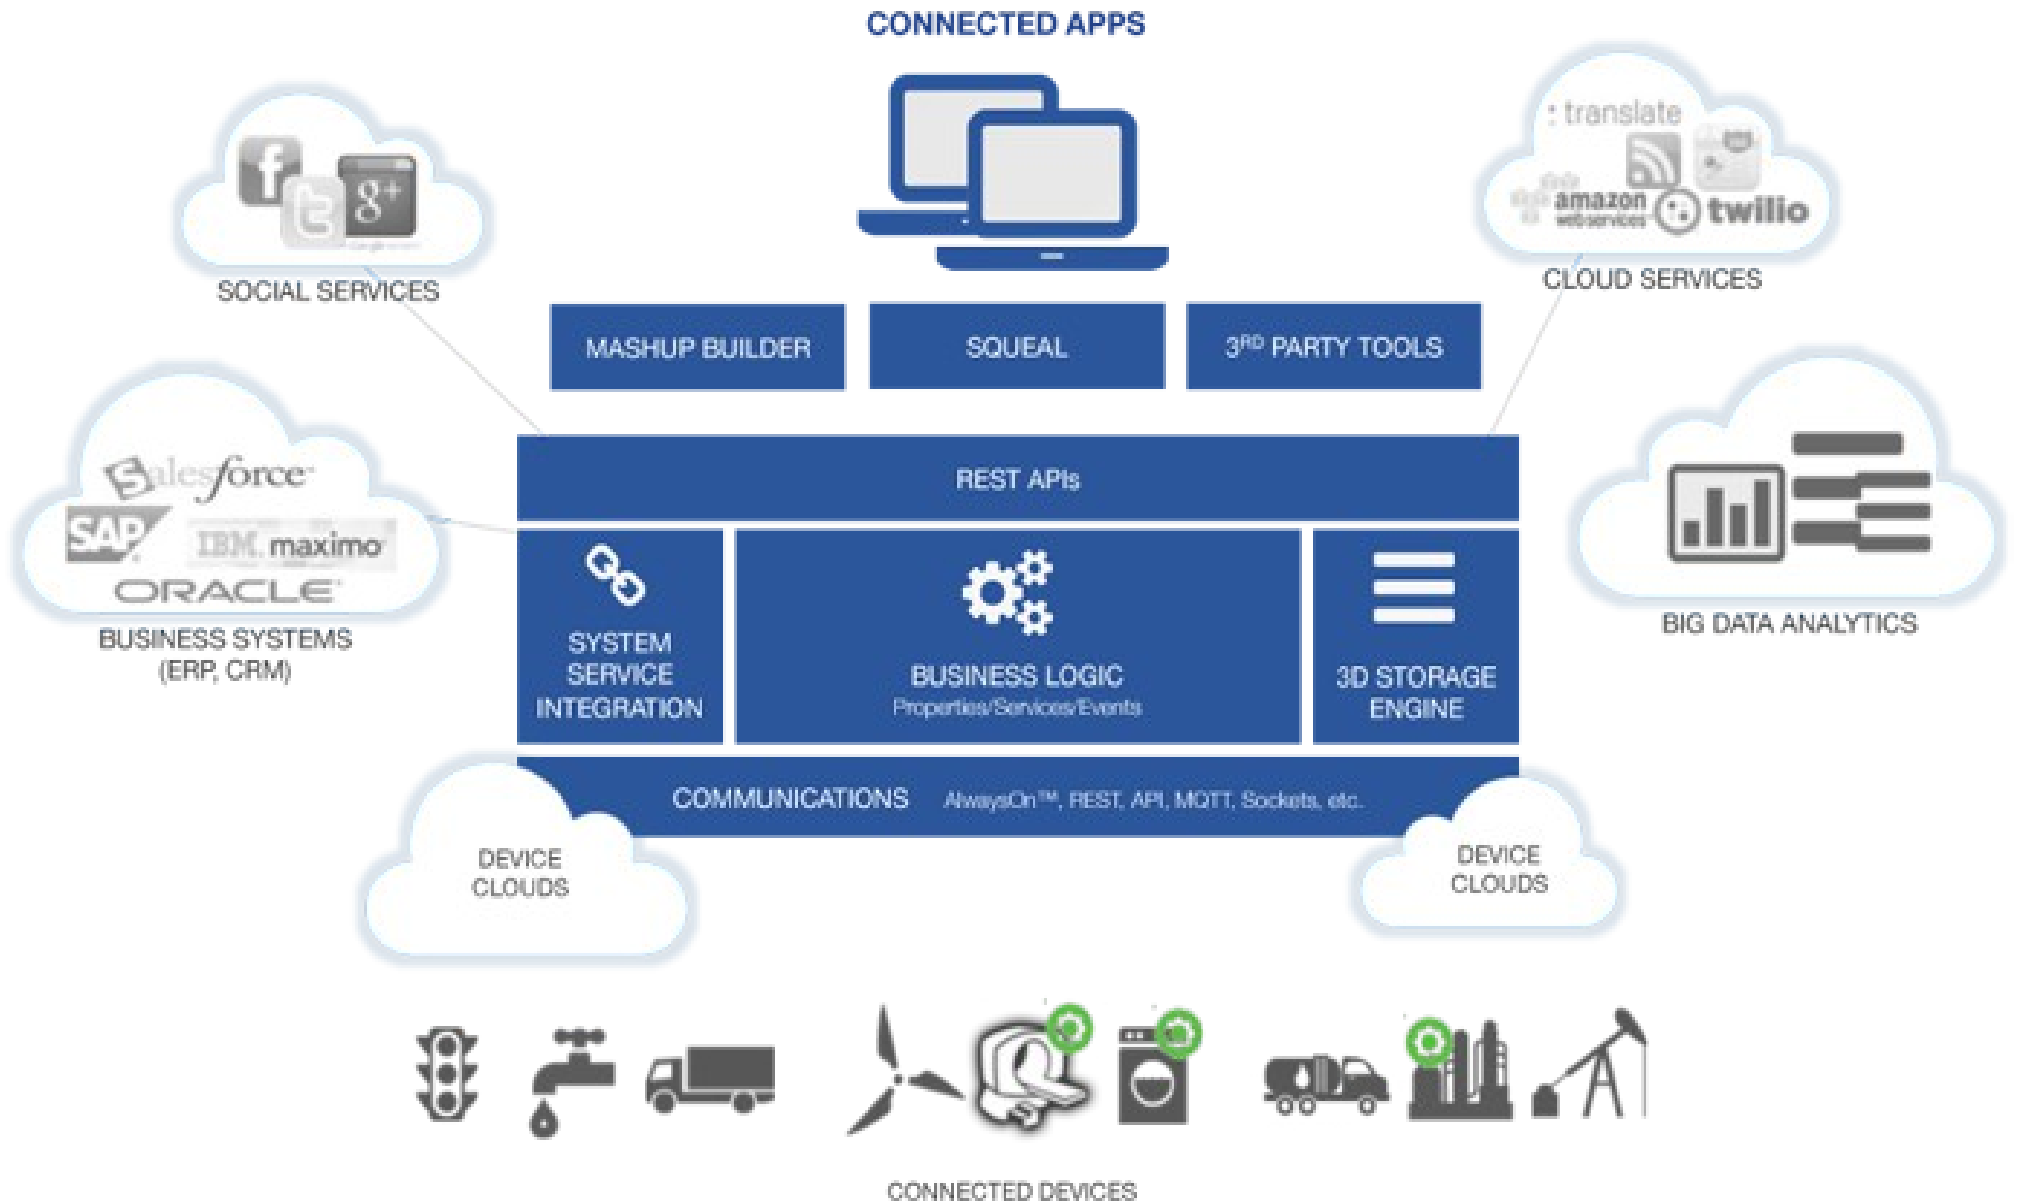 CONNECTED APPS
translate
amazon
webservices
twilio
CLOUD SERVICES
f
t
g+
SOCIAL SERVICES
MASHUP BUILDER
SQUEAL
3RD PARTY TOOLS
salesforce
SAP
IBM. maximo
ORACLE
BUSINESS SYSTEMS
(ERP, CRM)
REST APIs
SYSTEM
SERVICE
INTEGRATION
BUSINESS LOGIC
Properties/Services/Events
3D STORAGE
ENGINE
BIG DATA ANALYTICS
COMMUNICATIONS AlwaysOn™, REST, API, MQTT, Sockets, etc.
DEVICE
CLOUDS
DEVICE
CLOUDS
CONNECTED DEVICES